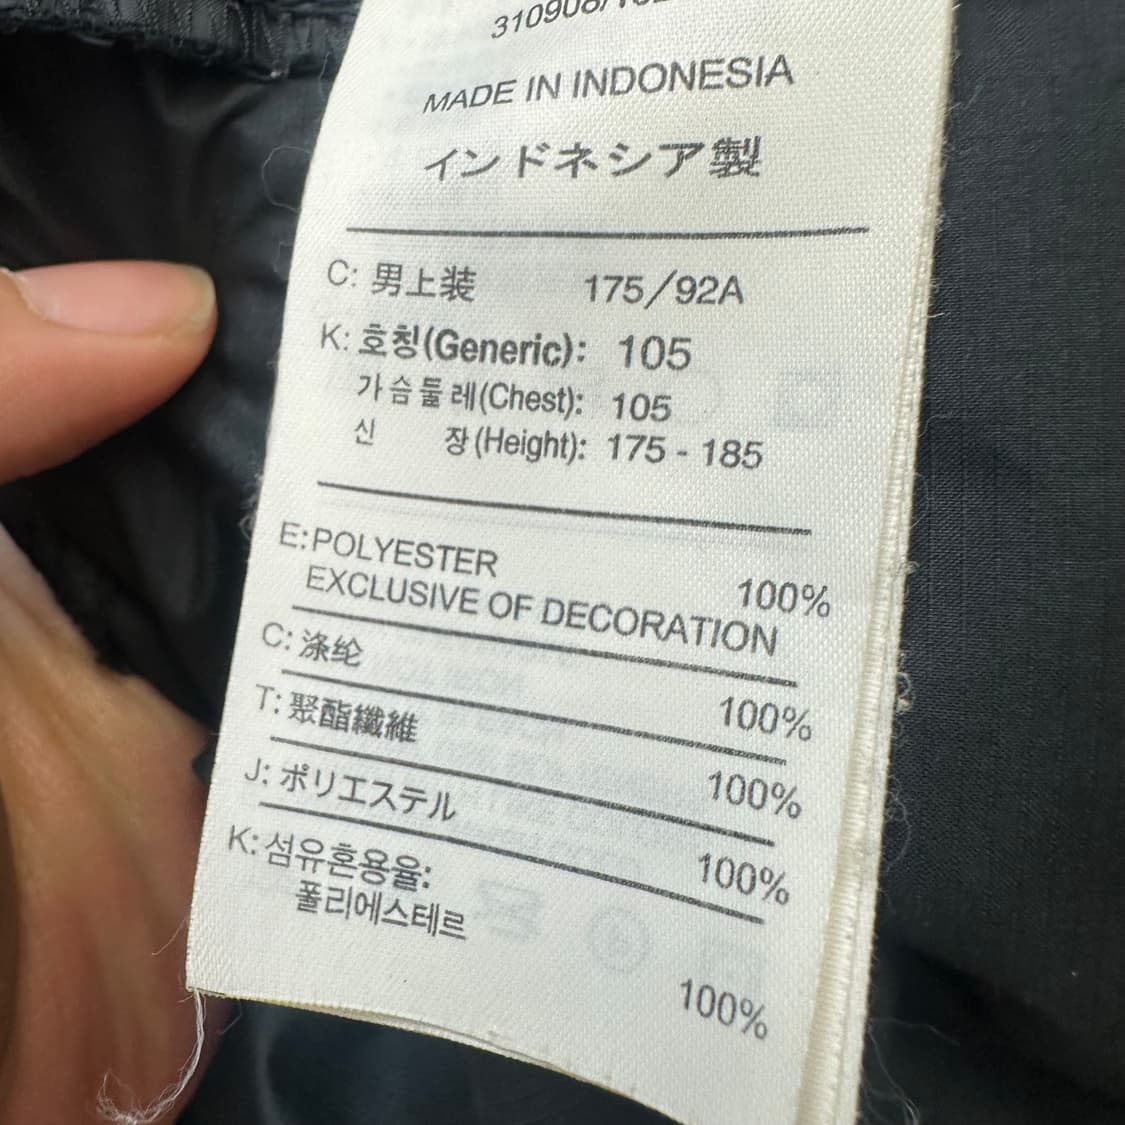 MADE IN INDONESIA
インドネシア製
C: 男上装 175/92A
K: 호칭(Generic): 105
가슴둘레(Chest): 105
신 장(Height): 175 - 185
E:POLYESTER 100%
EXCLUSIVE OF DECORATION
C: 涤纶 100%
T: 聚酯纖維 100%
J: ポリエステル 100%
K: 섬유혼용율:
폴리에스테르 100%